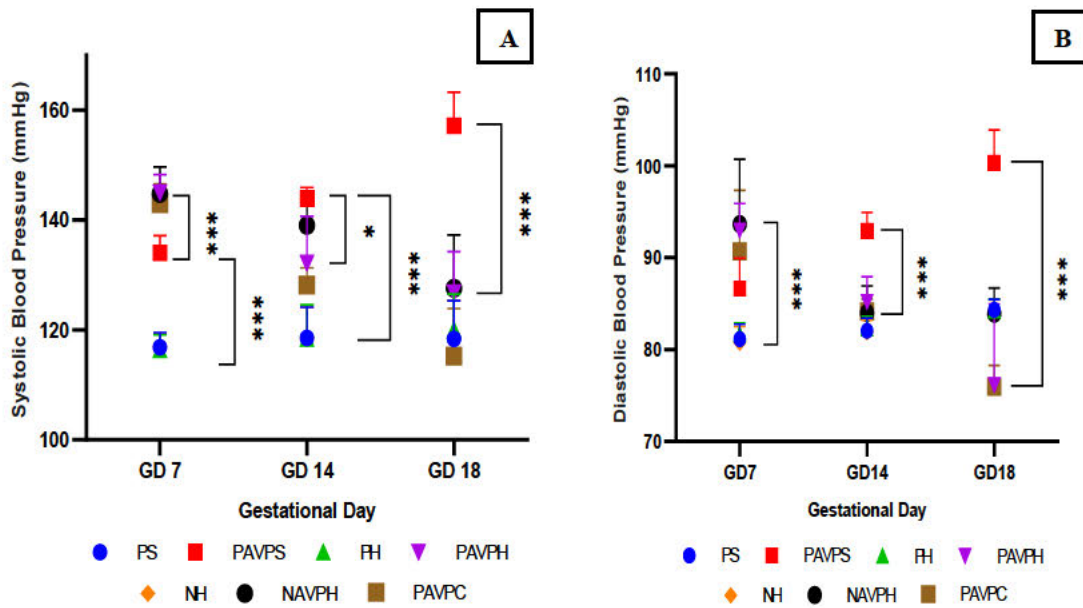 A
Systolic Blood Pressure (mmHg)
160
140
120
100
***
***
*
***
***
GD 7 GD 14 GD 18
Gestational Day
PS PAVPS PH PAVPH
NH NAVPH PAVPC
B
Diastolic Blood Pressure (mmHg)
110
100
90
80
70
***
***
***
GD7 GD14 GD18
Gestational Day
PS PAVPS PH PAVPH
NH NAVPH PAVPC